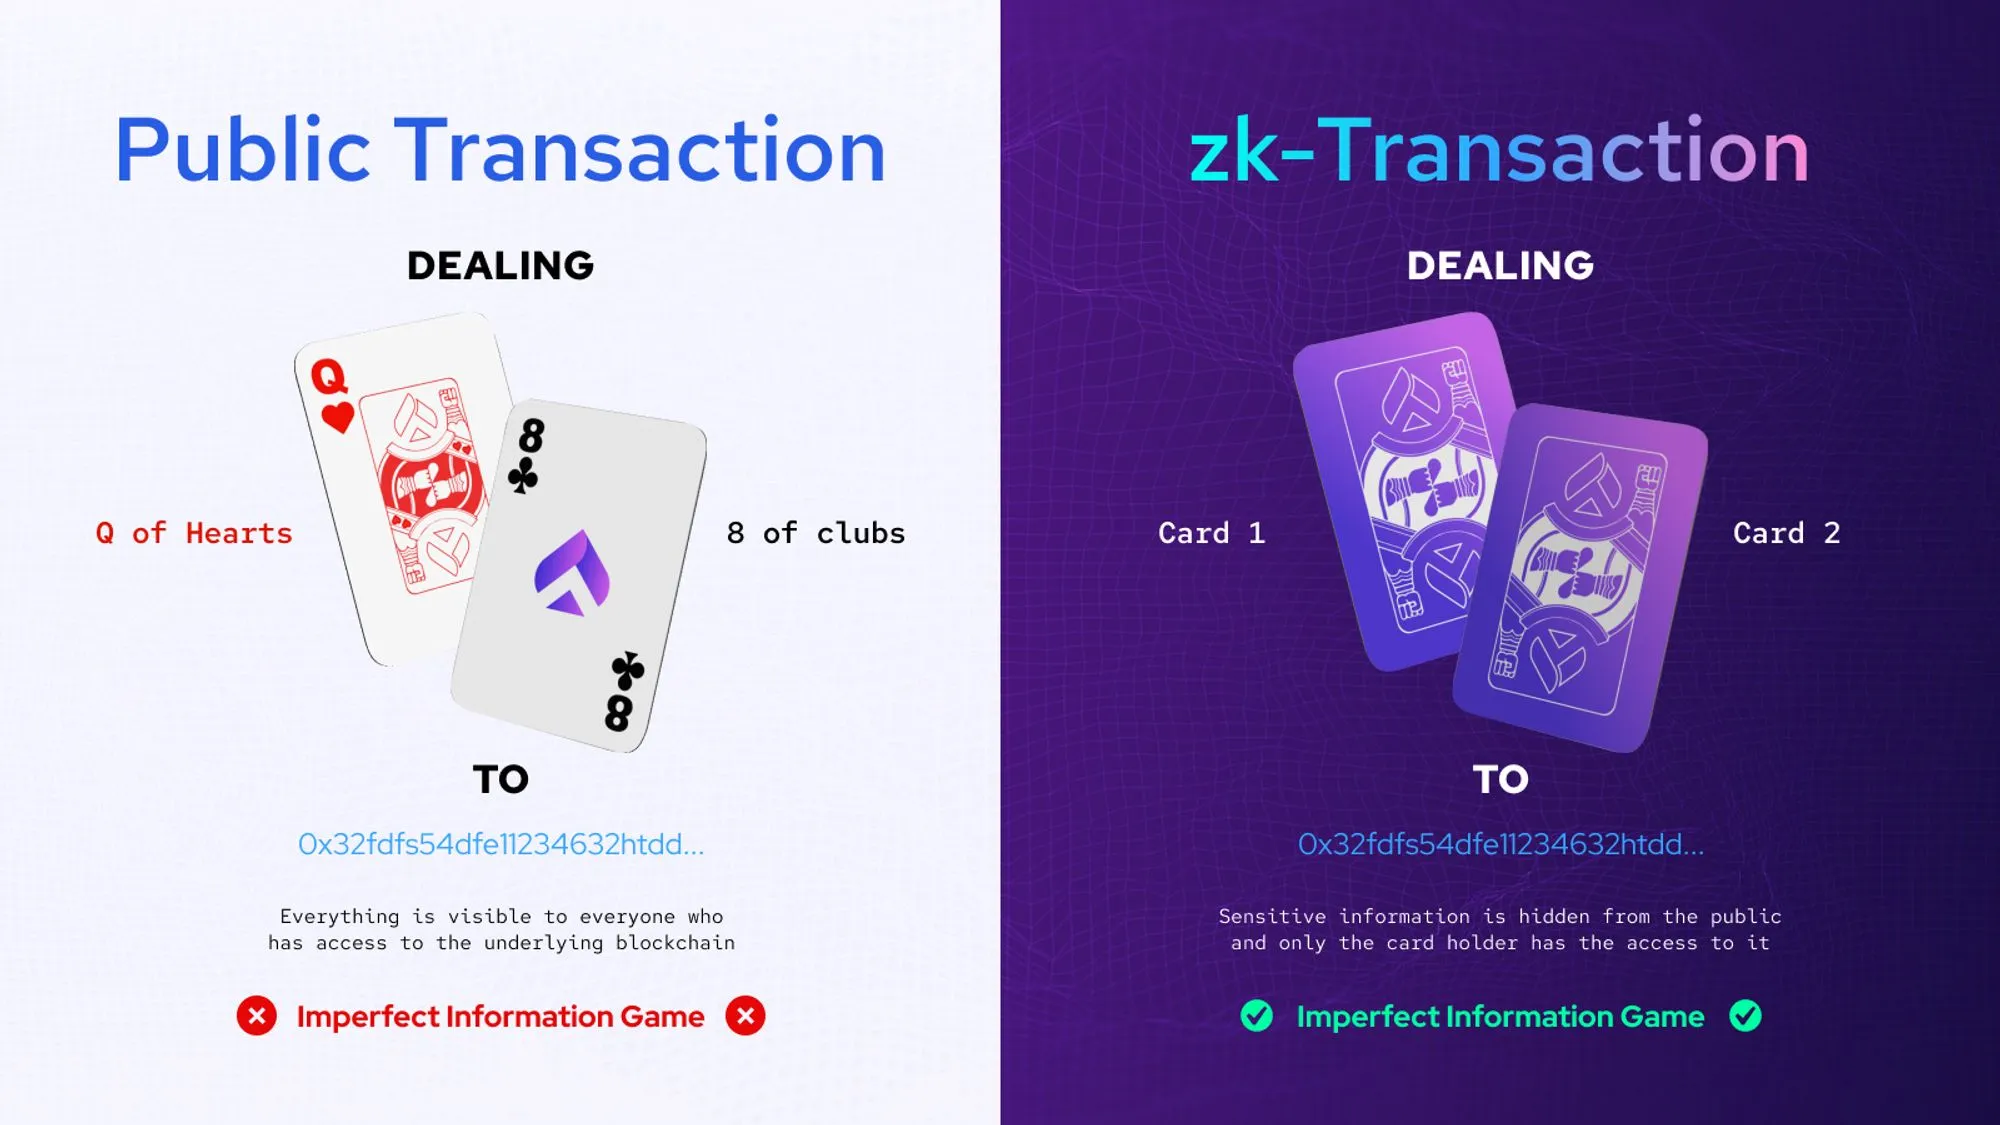 Public Transaction
DEALING
Q
8
Q of Hearts
8 of clubs
8
TO
0x32fdfs54dfe11234632htdd...
Everything is visible to everyone who
has access to the underlying blockchain
Imperfect Information Game
zk-Transaction
DEALING
Card 1
Card 2
TO
0x32fdfs54dfe11234632htdd...
Sensitive information is hidden from the public
and only the card holder has the access to it
Imperfect Information Game